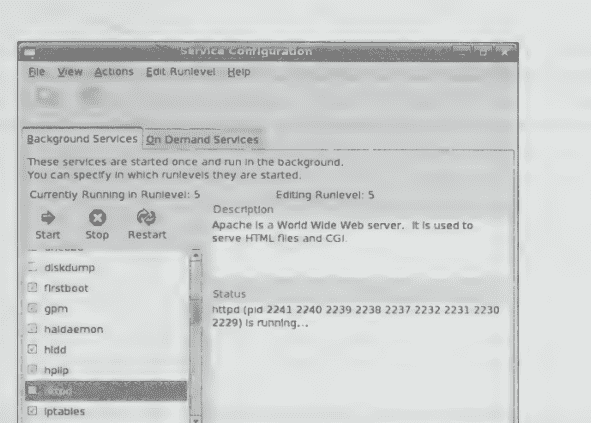 Service Configuration
File View Actions Edit Runlevel Help
Background Services On Demand Services
These services are started once and run in the background.
You can specify in which runlevels they are started.
Currently Running in Runlevel: 5 Editing Runlevel: 5
Start Stop Restart
Description
Apache is a World Wide Web server. It is used to
serve HTML files and CGI.
Status
httpd (pid 2241 2240 2239 2238 2237 2232 2231 2230
2229) is running...
diskdump
firstboot
gpm
haldaemon
hidd
hplip
iptables